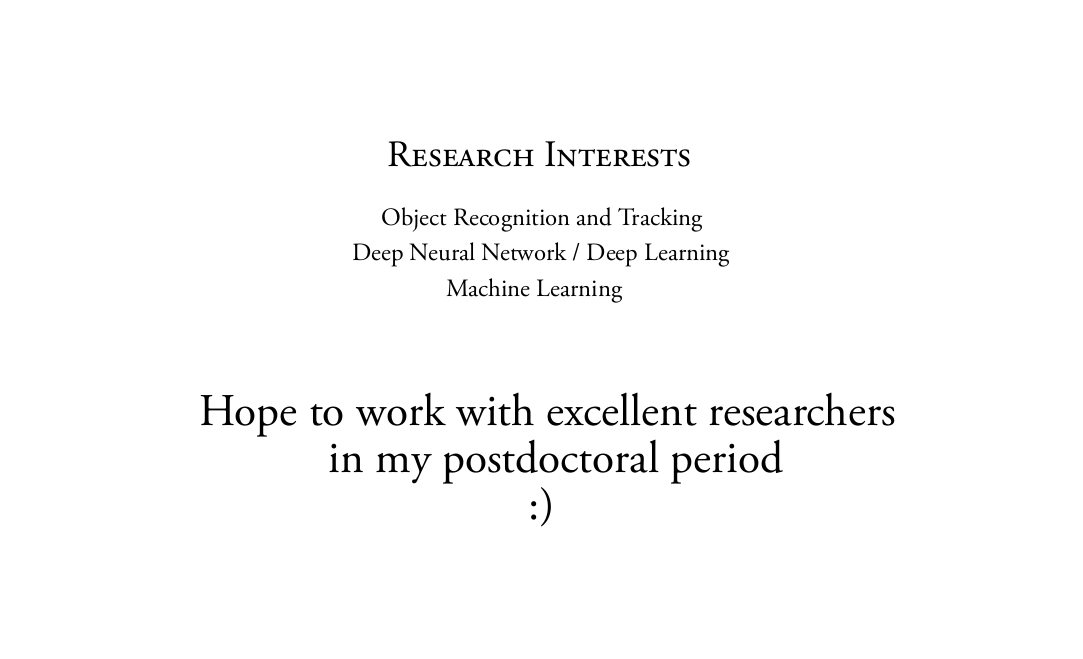 Research Interests
Object Recognition and Tracking
Deep Neural Network / Deep Learning
Machine Learning
Hope to work with excellent researchers
in my postdoctoral period
:)